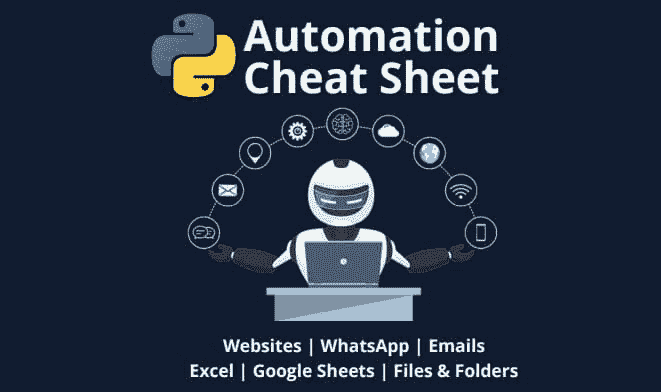 Automation
Cheat Sheet
Websites | WhatsApp | Emails
Excel | Google Sheets | Files & Folders